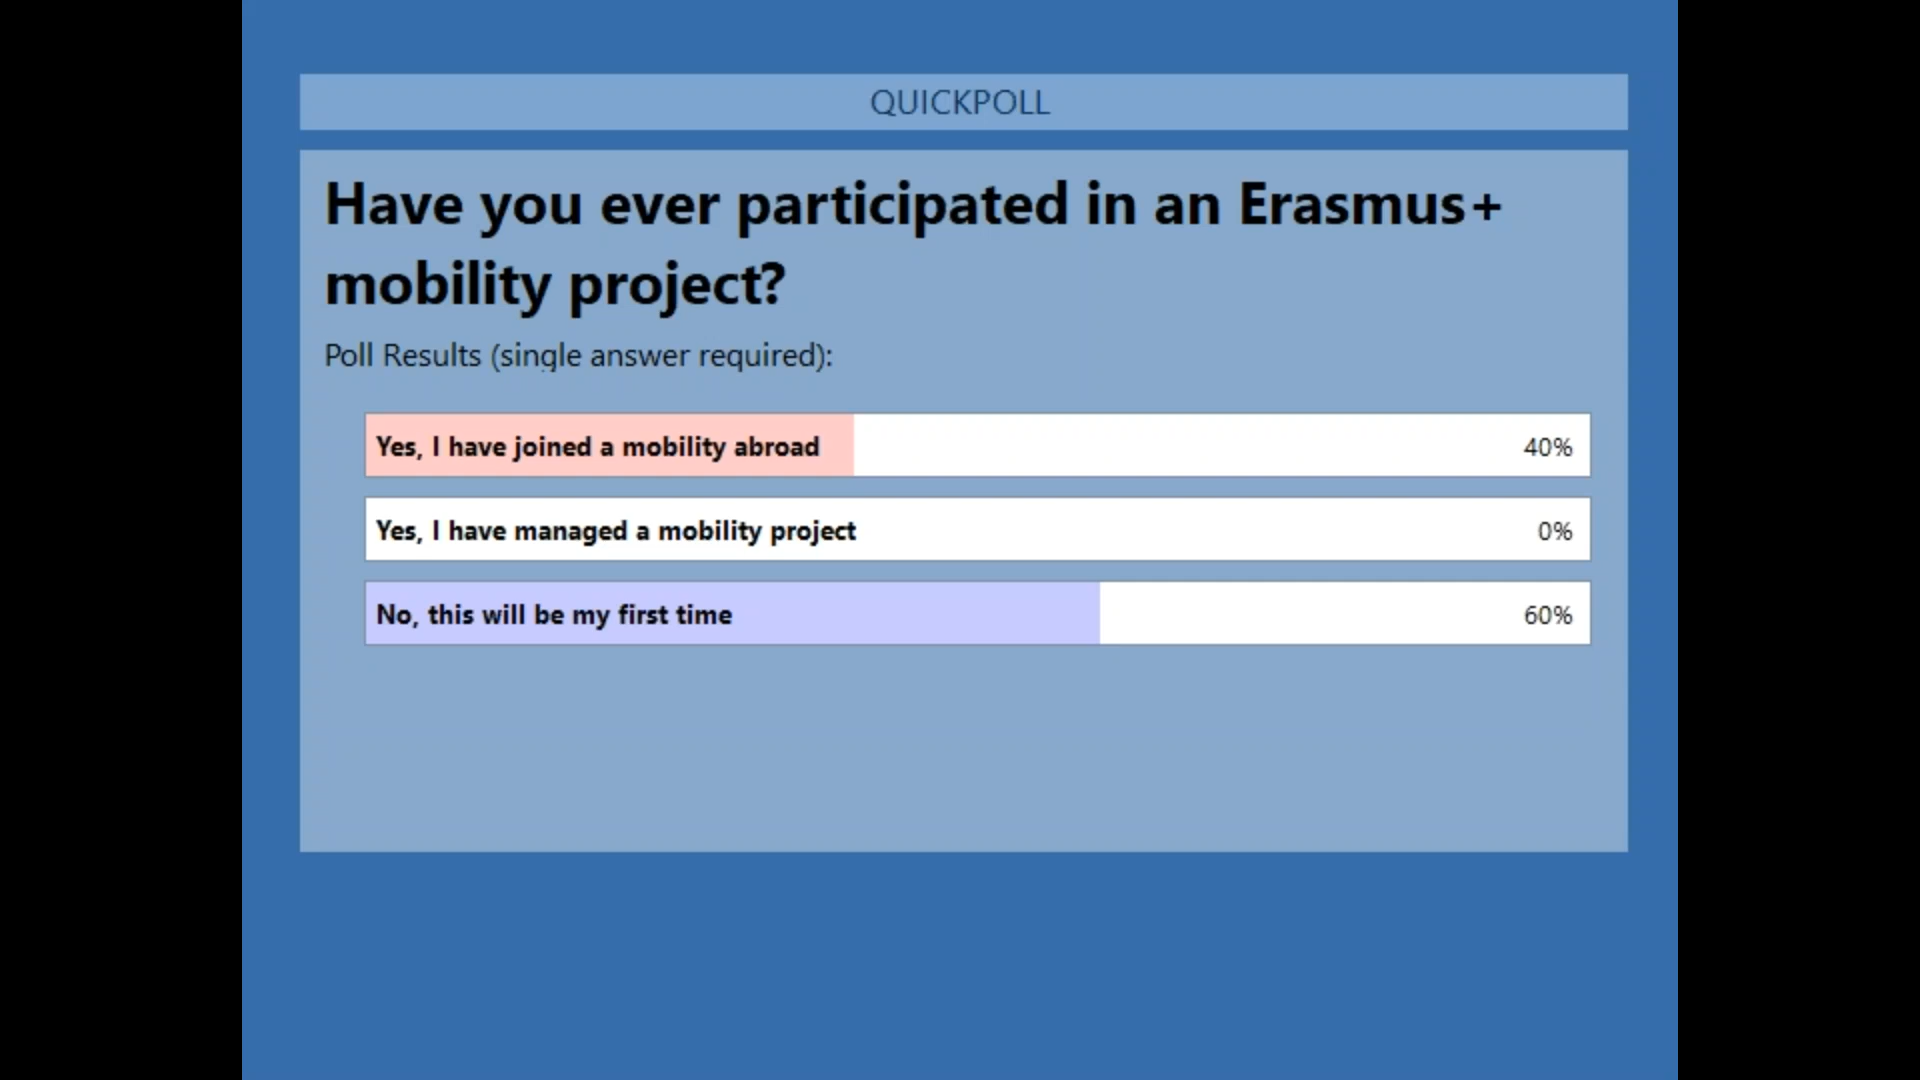 QUICKPOLL
Have you ever participated in an Erasmus+
mobility project?
Poll Results (single answer required):
Yes, I have joined a mobility abroad 40%
Yes, I have managed a mobility project 0%
No, this will be my first time 60%